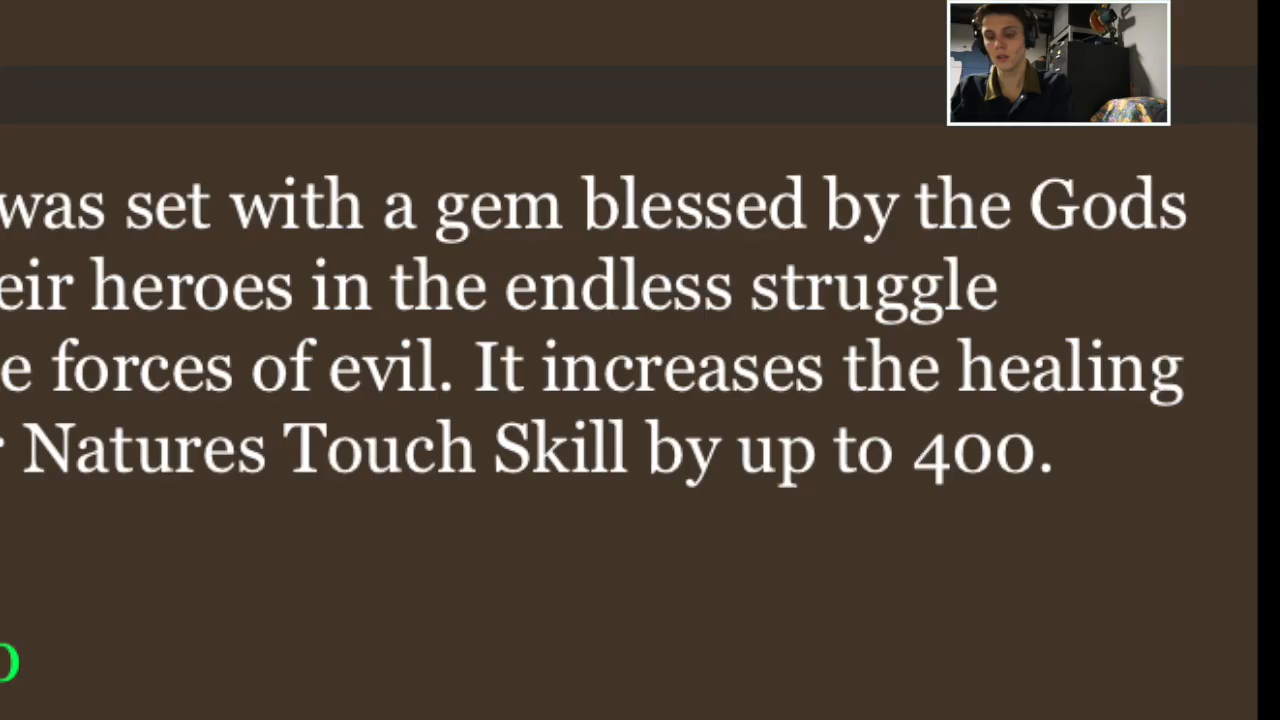 was set with a gem blessed by the Gods
eir heroes in the endless struggle
e forces of evil. It increases the healing
Natures Touch Skill by up to 400.